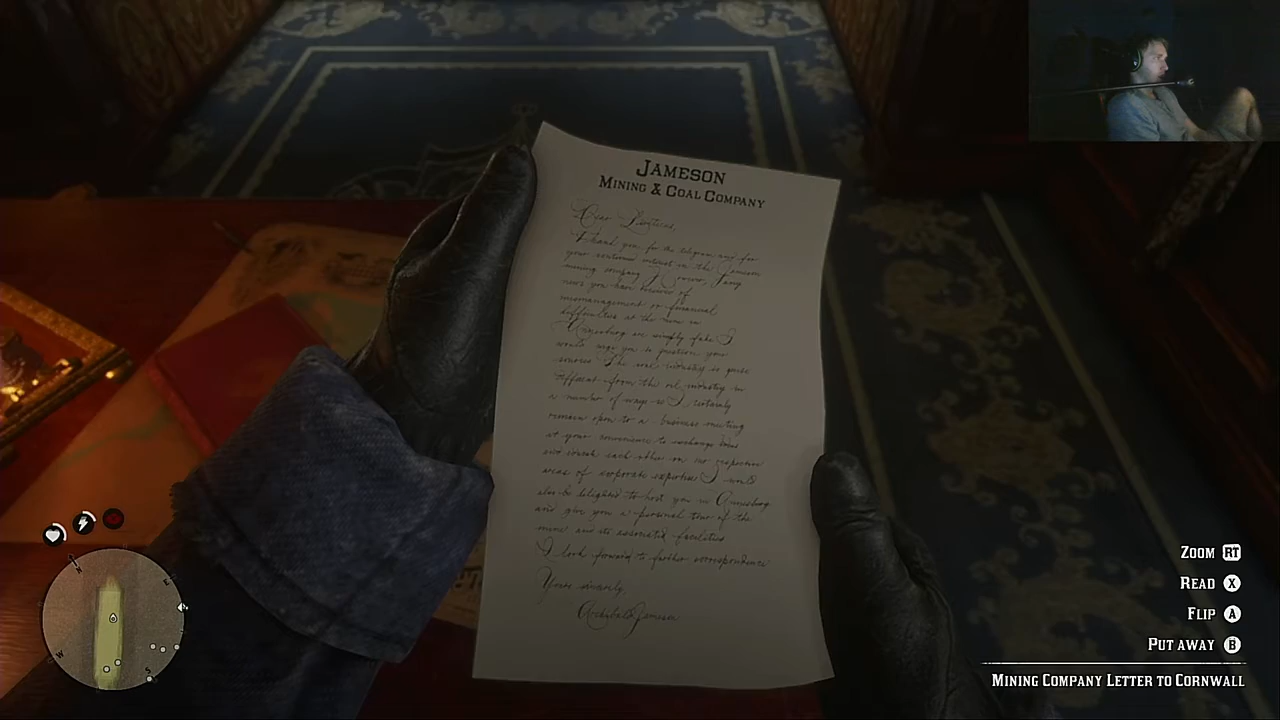 JAMESON
MINING & COAL COMPANY
Dear Leviticus,
Thank you for the telegram and for
your continued interest in the Jameson
mining company. I concur, any
news you have received of
mismanagement or financial
difficulties at the mine in
Annesburg are simply fake. I
would urge you to question your
sources. The coal industry is quite
different from the oil industry in
a number of ways so I certainly
remain open to a business meeting
at your convenience to exchange ideas
and consult each other on our respective
areas of corporate expertise. I would
also be delighted to host you in Annesburg
and give you a personal tour of the
mine and its associated facilities
I look forward to further correspondence
Yours sincerely,
Archibald Jameson
ZOOM RT
READ X
FLIP A
PUT AWAY B
MINING COMPANY LETTER TO CORNWALL
N
E
W
S